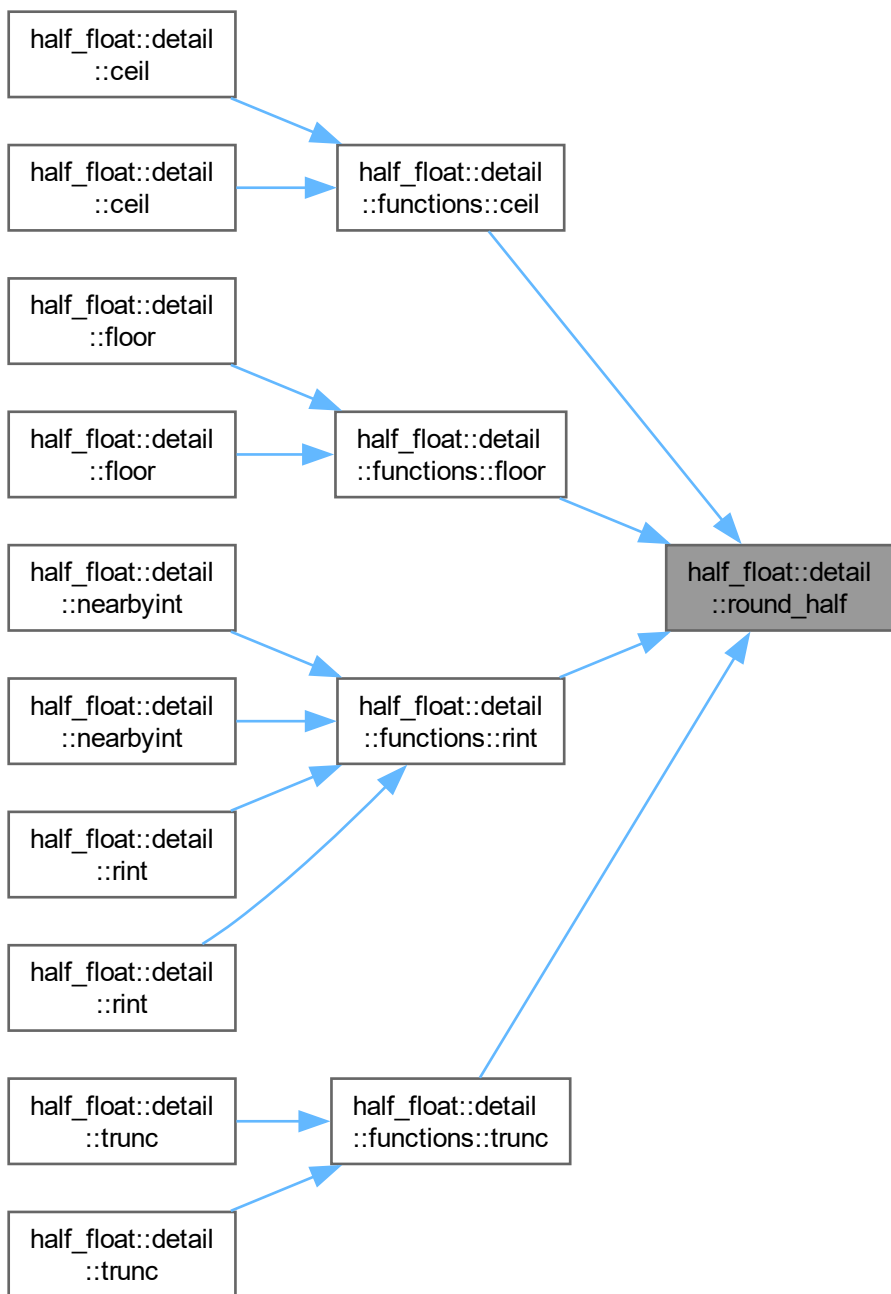 half_float::detail
::ceil
half_float::detail
::ceil
half_float::detail
::functions::ceil
half_float::detail
::floor
half_float::detail
::floor
half_float::detail
::functions::floor
half_float::detail
::nearbyint
half_float::detail
::nearbyint
half_float::detail
::rint
half_float::detail
::rint
half_float::detail
::functions::rint
half_float::detail
::round_half
half_float::detail
::trunc
half_float::detail
::trunc
half_float::detail
::functions::trunc